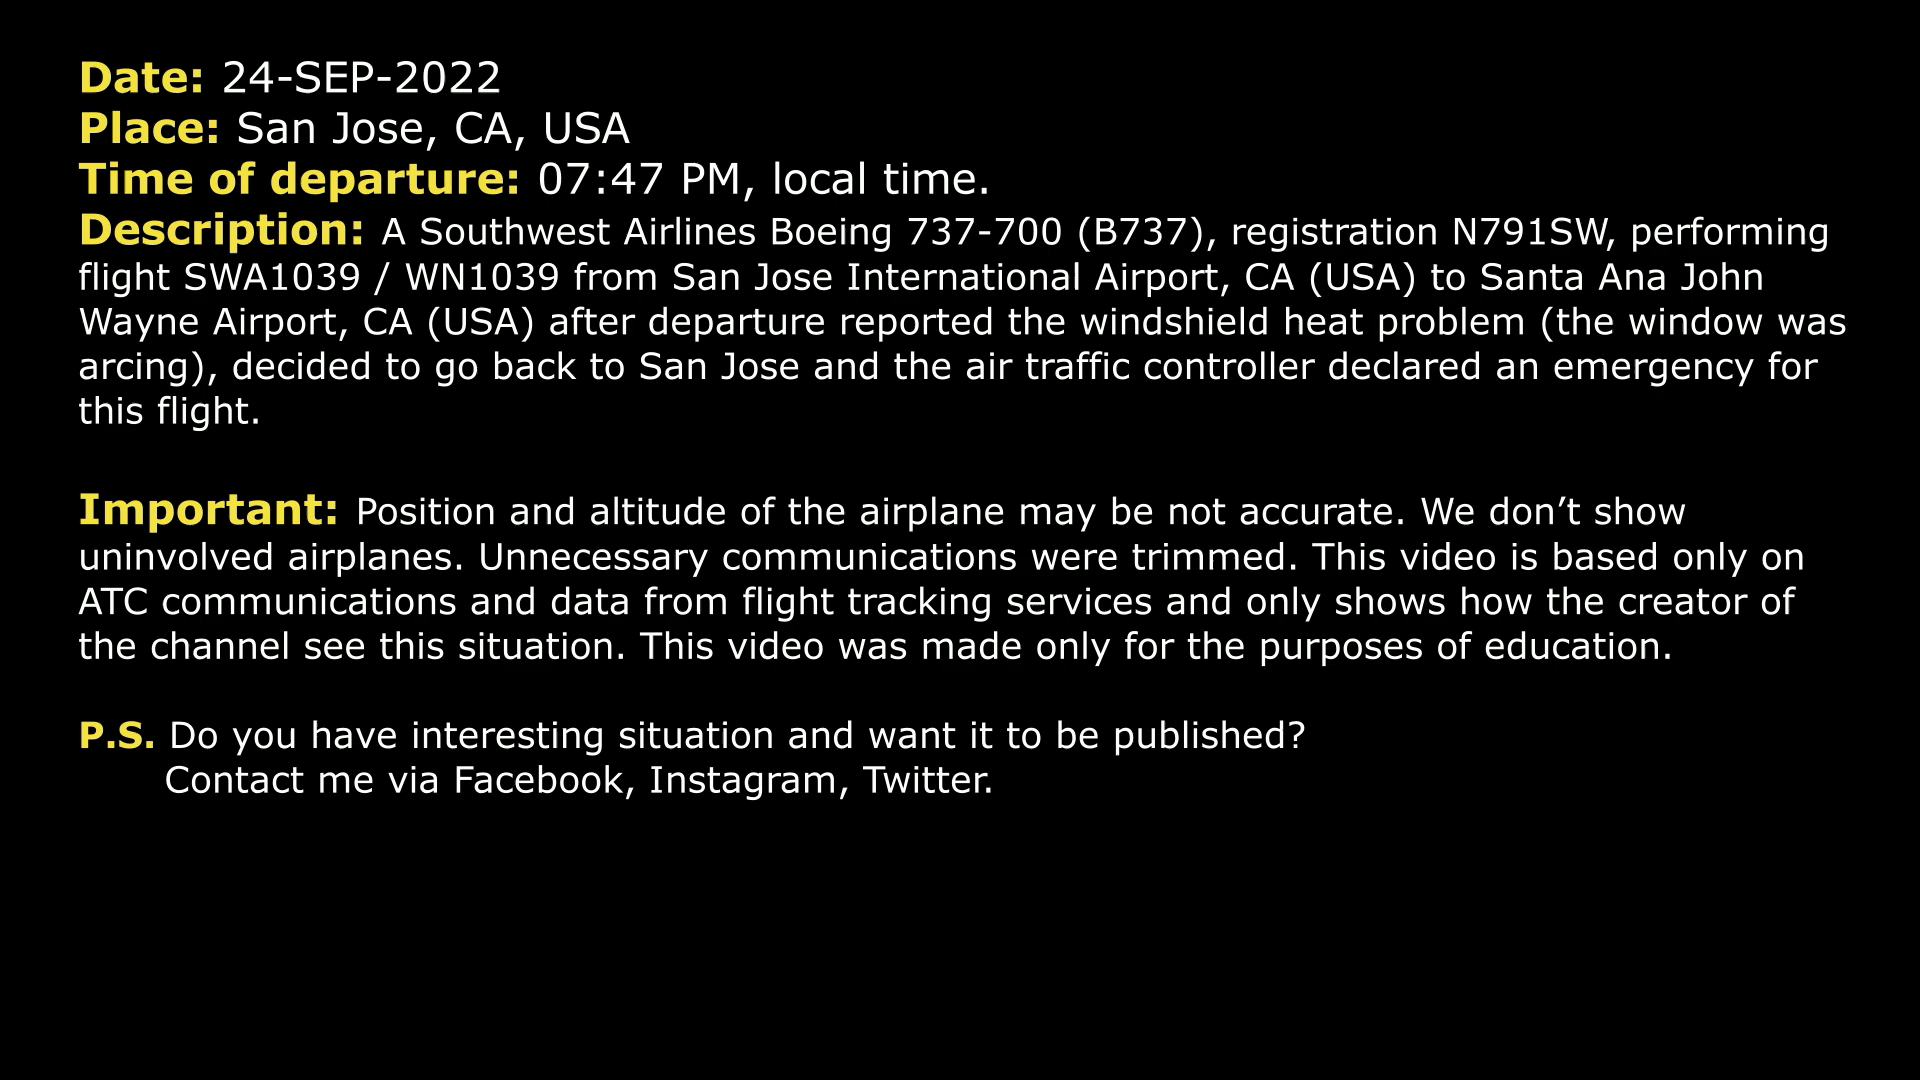 Date: 24-SEP-2022
Place: San Jose, CA, USA
Time of departure: 07:47 PM, local time.
Description: A Southwest Airlines Boeing 737-700 (B737), registration N791SW, performing
flight SWA1039 / WN1039 from San Jose International Airport, CA (USA) to Santa Ana John
Wayne Airport, CA (USA) after departure reported the windshield heat problem (the window was
arcing), decided to go back to San Jose and the air traffic controller declared an emergency for
this flight.
Important: Position and altitude of the airplane may be not accurate. We don’t show
uninvolved airplanes. Unnecessary communications were trimmed. This video is based only on
ATC communications and data from flight tracking services and only shows how the creator of
the channel see this situation. This video was made only for the purposes of education.
P.S. Do you have interesting situation and want it to be published?
Contact me via Facebook, Instagram, Twitter.